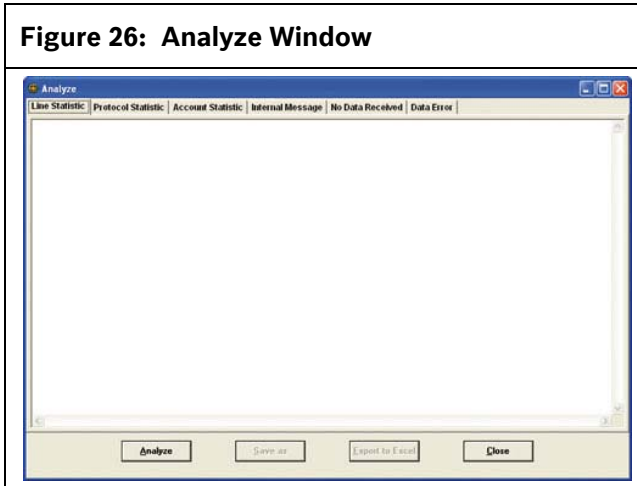 Figure 26: Analyze Window
Analyze
Line Statistic Protocol Statistic Account Statistic Internal Message No Data Received Data Error
Analyze Save as Export to Excel Close